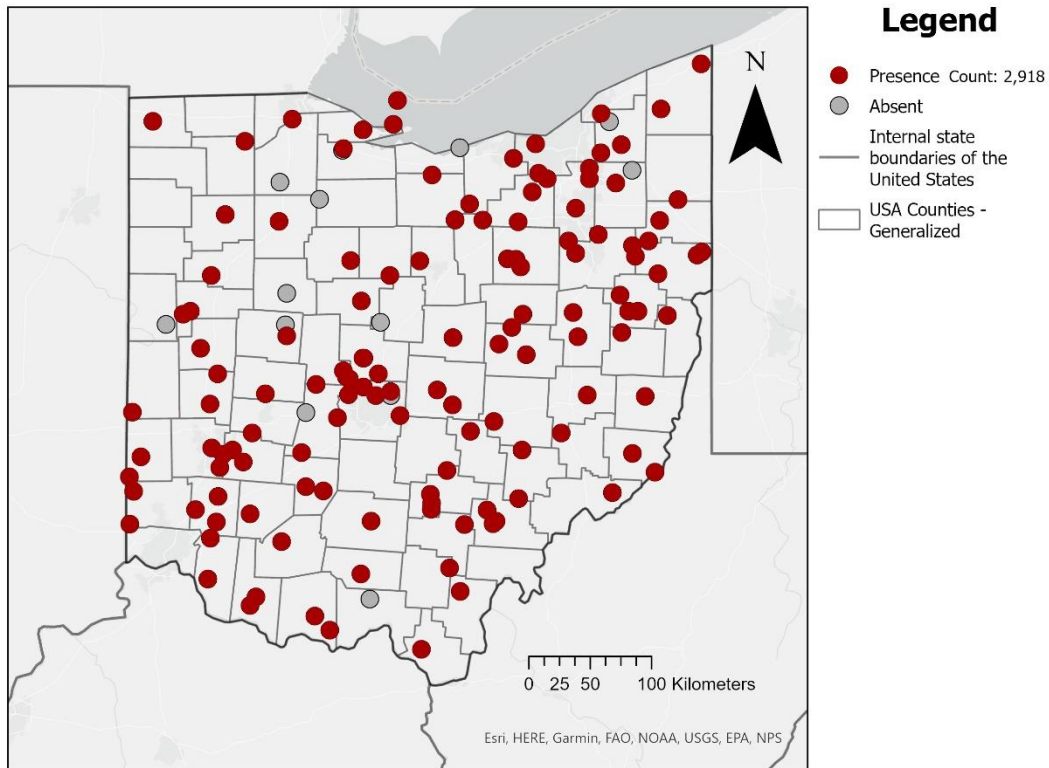 Legend
Presence Count: 2,918
Absent
Internal state
boundaries of the
United States
USA Counties -
Generalized
N
0 25 50 100 Kilometers
Esri, HERE, Garmin, FAO, NOAA, USGS, EPA, NPS